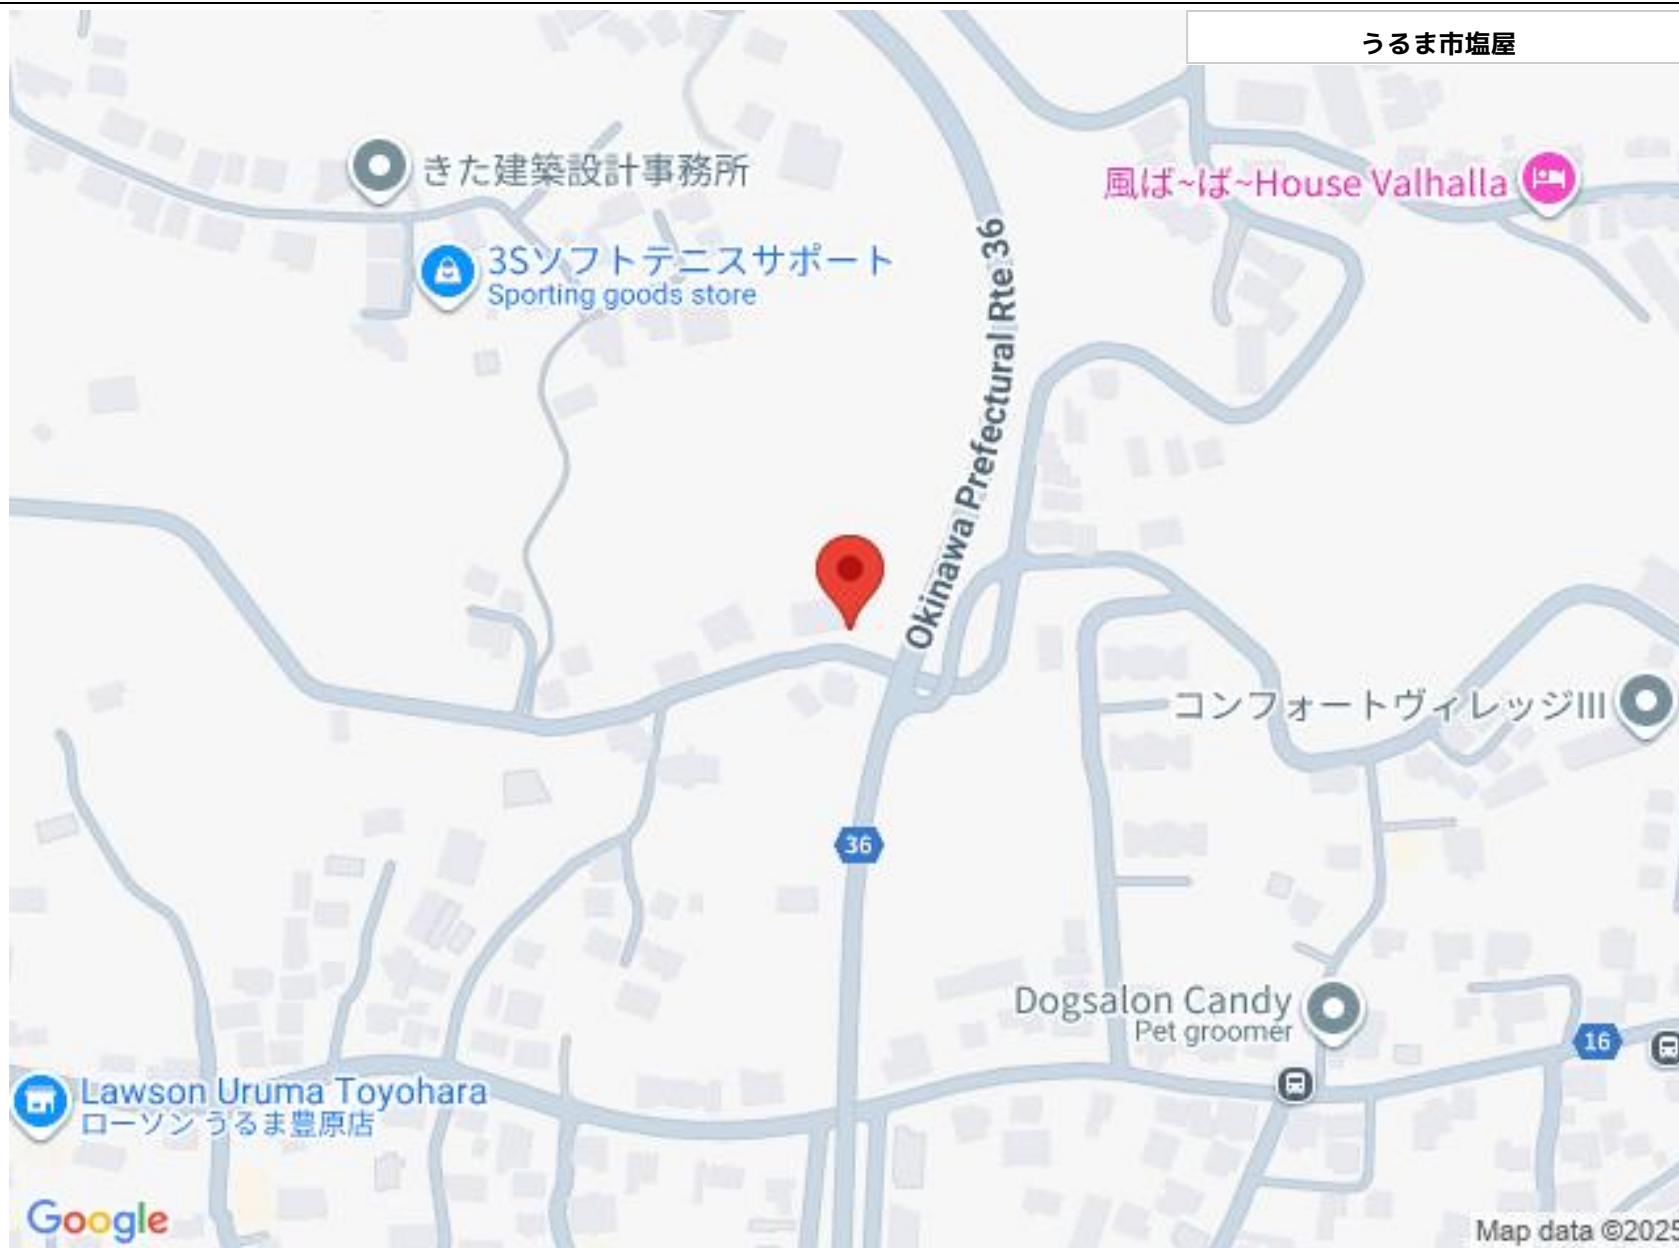 うるま市塩屋
きた建築設計事務所
風ば~ば~House Valhalla
3Sソフトテニスサポート
Sporting goods store
Okinawa Prefectural Rte 36
コンフォートヴィレッジIII
36
Dogsalon Candy
Pet groomer
16
Lawson Uruma Toyohara
ローソン うるま豊原店
Google
Map data ©2025